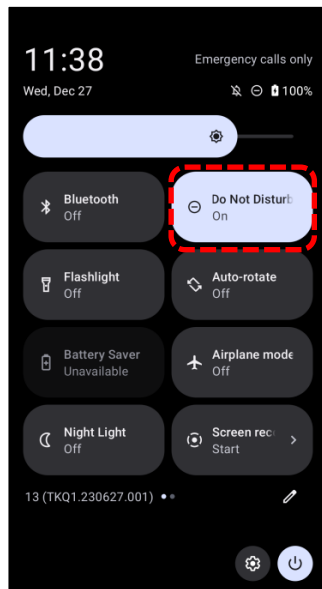 11:38
Emergency calls only
Wed, Dec 27
100%
Bluetooth
Off
Do Not Disturb
On
Flashlight
Off
Auto-rotate
Off
Battery Saver
Unavailable
Airplane mode
Off
Night Light
Off
Screen rec
Start
13 (TKQ1.230627.001)